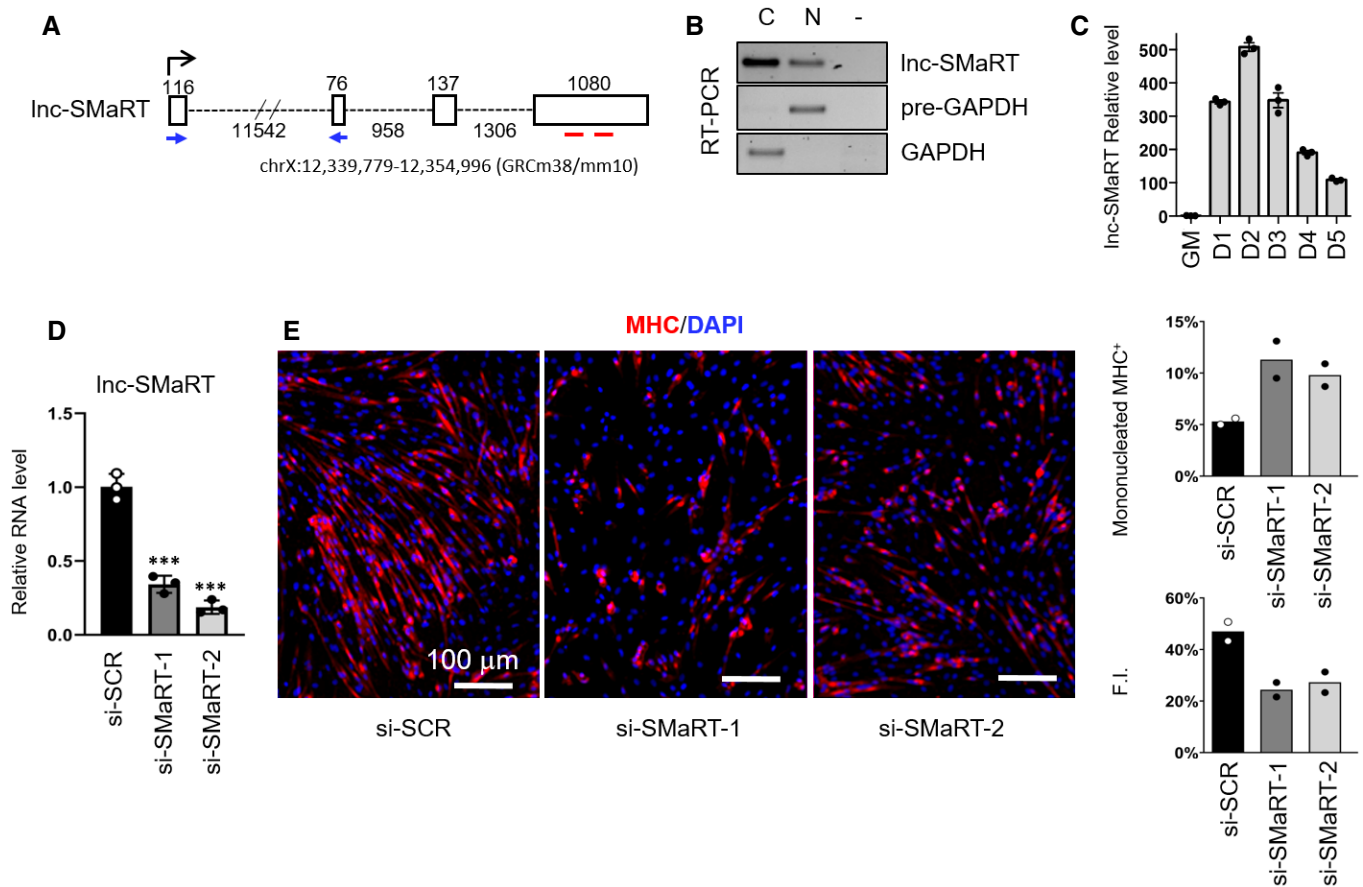 A
116
76
137
1080
lnc-SMaRT
11542
958
1306
chrX:12,339,779-12,354,996 (GRCm38/mm10)
B
C N -
RT-PCR
lnc-SMaRT
pre-GAPDH
GAPDH
C
lnc-SMaRT Relative level
500
400
300
200
100
0
GM D1 D2 D3 D4 D5
D
lnc-SMaRT
Relative RNA level
1.5
1.0
0.5
0.0
***
***
si-SCR si-SMaRT-1 si-SMaRT-2
E
MHC/DAPI
100 µm
si-SCR si-SMaRT-1 si-SMaRT-2
Mononucleated MHC+
15%
10%
5%
0%
si-SCR si-SMaRT-1 si-SMaRT-2
F.I.
60%
40%
20%
0%
si-SCR si-SMaRT-1 si-SMaRT-2